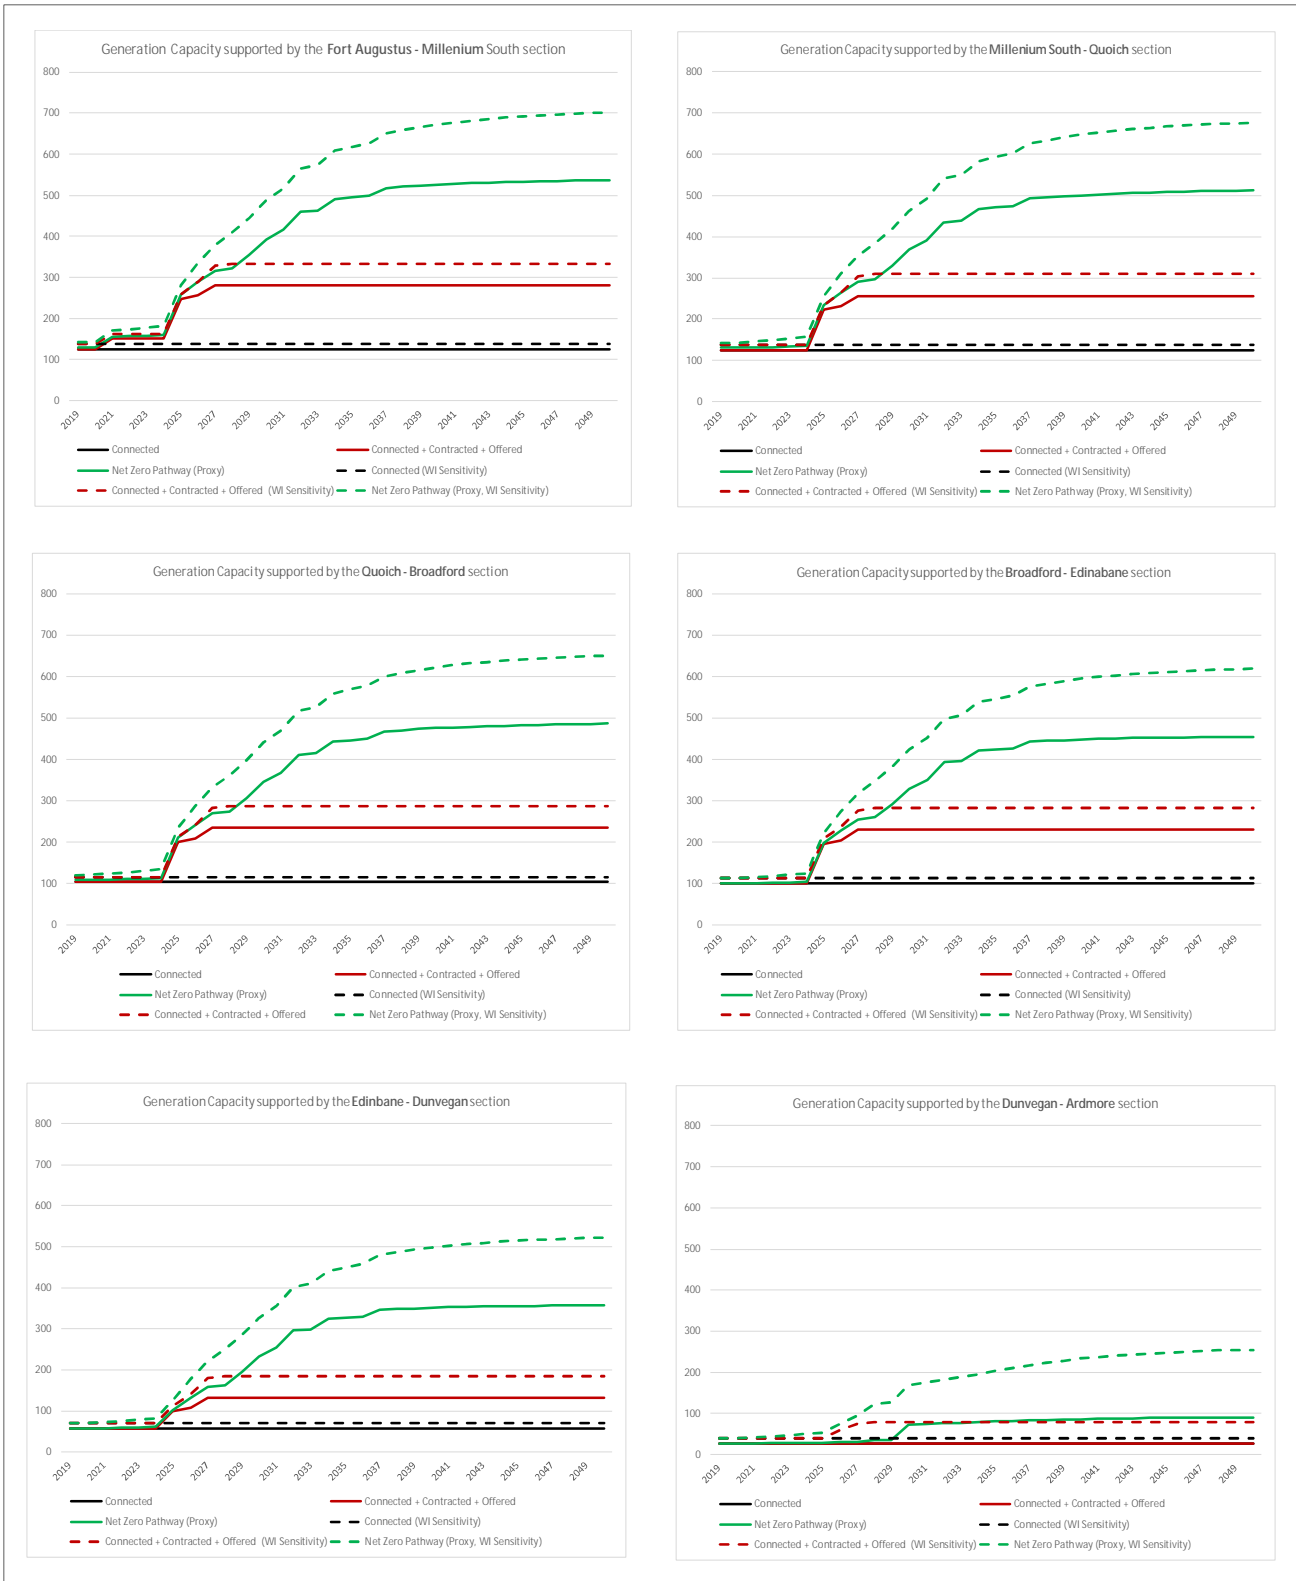 Generation Capacity supported by the Fort Augustus - Millenium South section
800
700
600
500
400
300
200
100
0
2019 2021 2023 2025 2027 2029 2031 2033 2035 2037 2039 2041 2043 2045 2047 2049
Connected Connected + Contracted + Offered
Net Zero Pathway (Proxy) Connected (WI Sensitivity)
Connected + Contracted + Offered (WI Sensitivity) Net Zero Pathway (Proxy, WI Sensitivity)
Generation Capacity supported by the Millenium South - Quoich section
800
700
600
500
400
300
200
100
0
2019 2021 2023 2025 2027 2029 2031 2033 2035 2037 2039 2041 2043 2045 2047 2049
Connected Connected + Contracted + Offered
Net Zero Pathway (Proxy) Connected (WI Sensitivity)
Connected + Contracted + Offered (WI Sensitivity) Net Zero Pathway (Proxy, WI Sensitivity)
Generation Capacity supported by the Quoich - Broadford section
800
700
600
500
400
300
200
100
0
2019 2021 2023 2025 2027 2029 2031 2033 2035 2037 2039 2041 2043 2045 2047 2049
Connected Connected + Contracted + Offered
Net Zero Pathway (Proxy) Connected (WI Sensitivity)
Connected + Contracted + Offered Net Zero Pathway (Proxy, WI Sensitivity)
Generation Capacity supported by the Broadford - Edinabane section
800
700
600
500
400
300
200
100
0
2019 2021 2023 2025 2027 2029 2031 2033 2035 2037 2039 2041 2043 2045 2047 2049
Connected Connected + Contracted + Offered
Net Zero Pathway (Proxy) Connected (WI Sensitivity)
Connected + Contracted + Offered (WI Sensitivity) Net Zero Pathway (Proxy, WI Sensitivity)
Generation Capacity supported by the Edinbane - Dunvegan section
800
700
600
500
400
300
200
100
0
2019 2021 2023 2025 2027 2029 2031 2033 2035 2037 2039 2041 2043 2045 2047 2049
Connected Connected + Contracted + Offered
Net Zero Pathway (Proxy) Connected (WI Sensitivity)
Connected + Contracted + Offered (WI Sensitivity) Net Zero Pathway (Proxy, WI Sensitivity)
Generation Capacity supported by the Dunvegan - Ardmore section
800
700
600
500
400
300
200
100
0
2019 2021 2023 2025 2027 2029 2031 2033 2035 2037 2039 2041 2043 2045 2047 2049
Connected Connected + Contracted + Offered
Net Zero Pathway (Proxy) Connected (WI Sensitivity)
Connected + Contracted + Offered (WI Sensitivity) Net Zero Pathway (Proxy, WI Sensitivity)